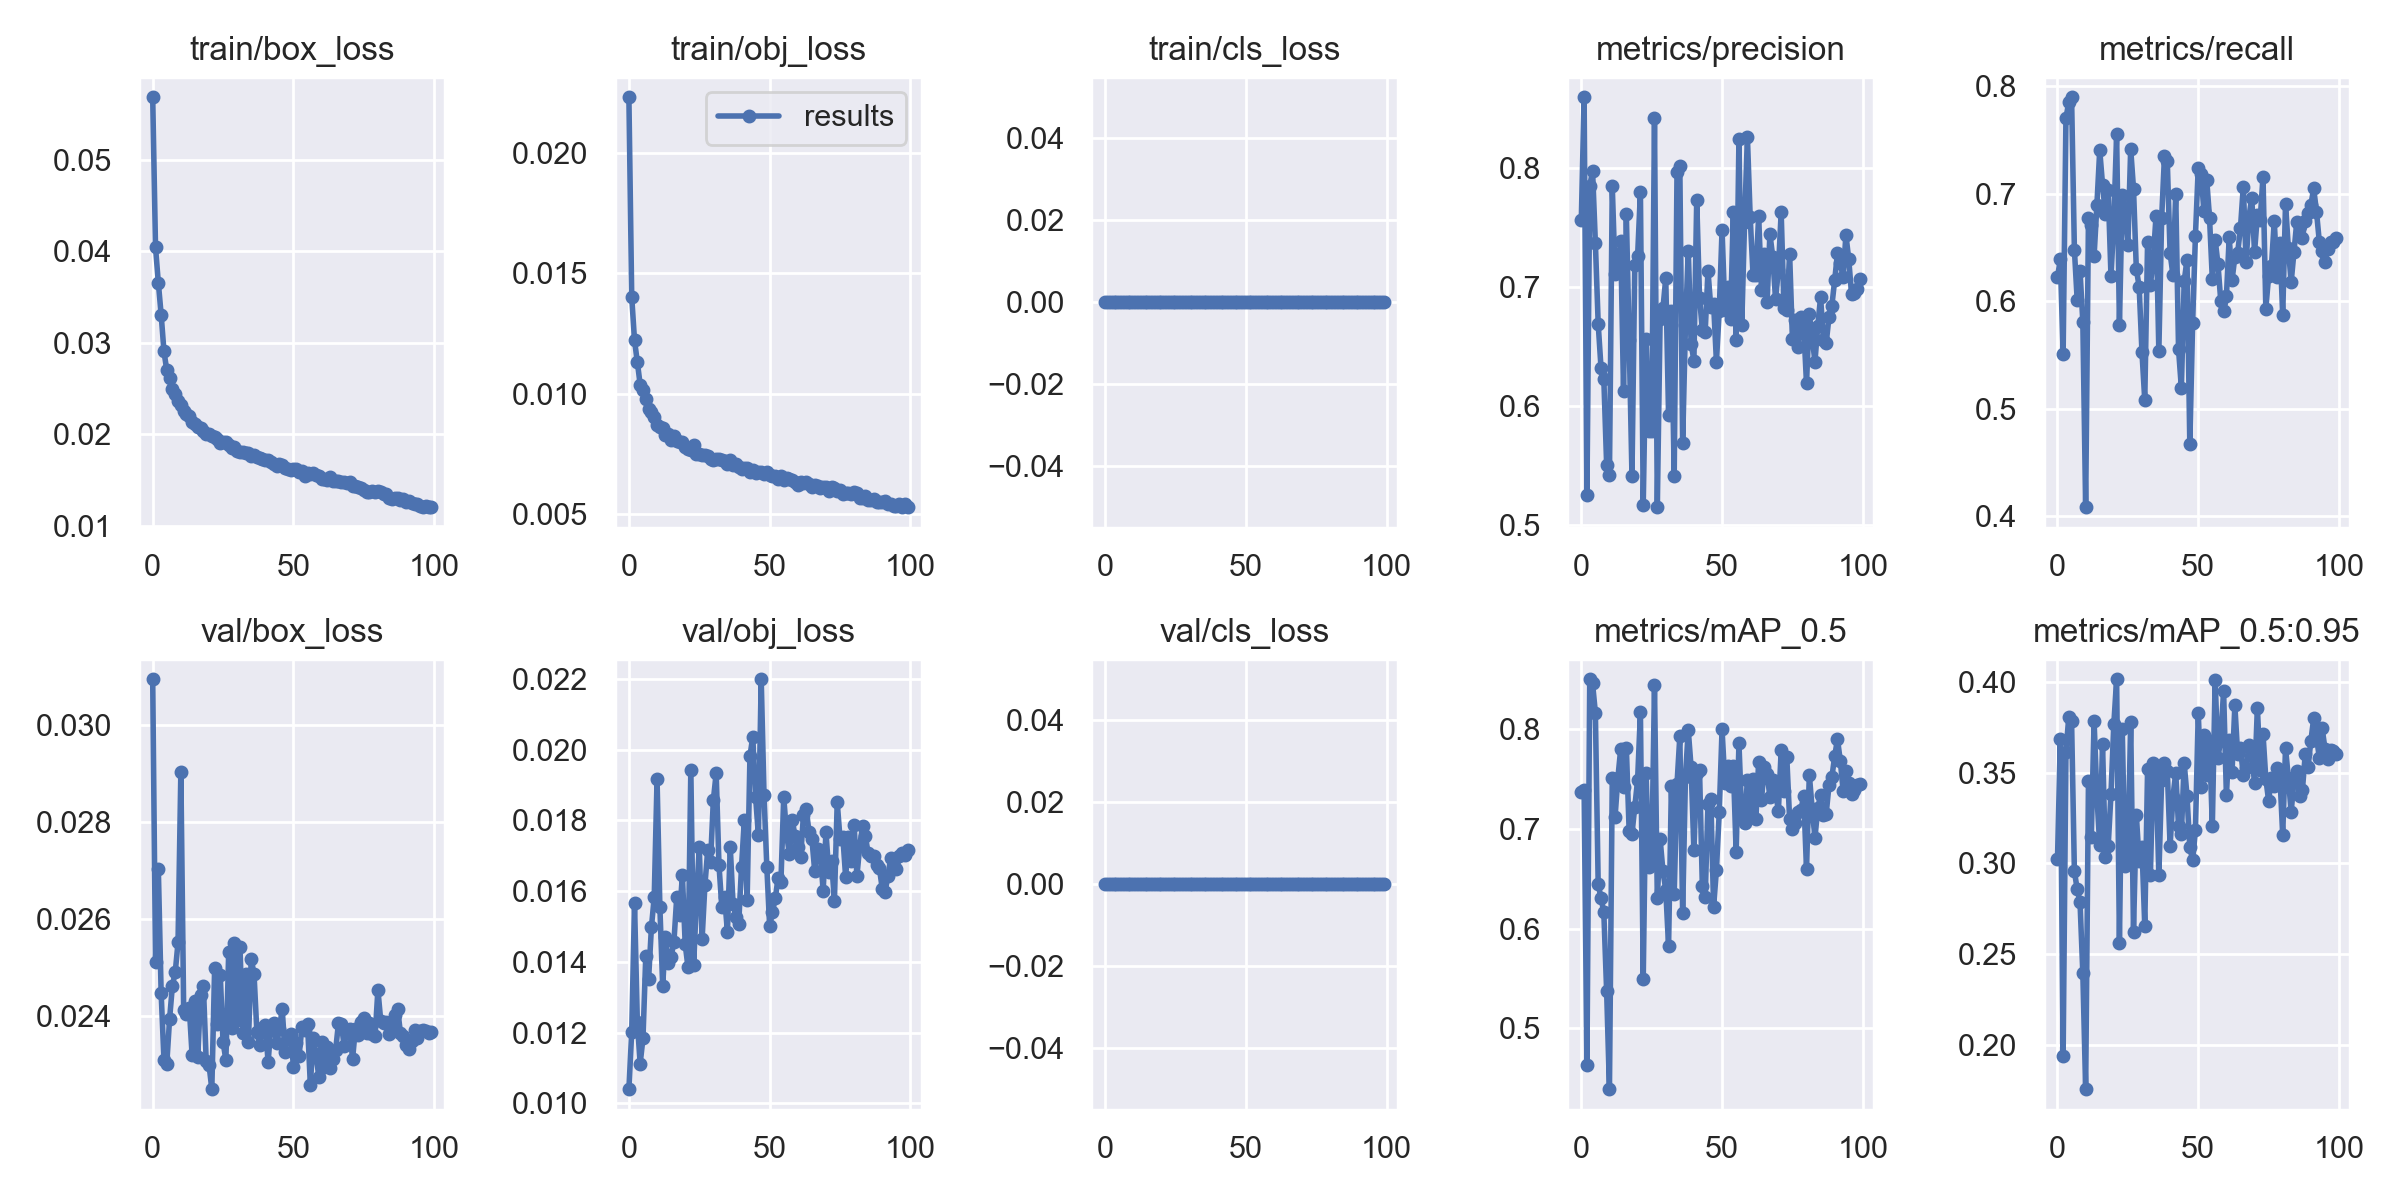 train/box_loss
train/obj_loss
train/cls_loss
metrics/precision
metrics/recall
0.05
0.04
0.03
0.02
0.01
0 50 100
results
0.020
0.015
0.010
0.005
0 50 100
0.04
0.02
0.00
−0.02
−0.04
0 50 100
0.8
0.7
0.6
0.5
0 50 100
0.8
0.7
0.6
0.5
0.4
0 50 100
val/box_loss
val/obj_loss
val/cls_loss
metrics/mAP_0.5
metrics/mAP_0.5:0.95
0.030
0.028
0.026
0.024
0 50 100
0.022
0.020
0.018
0.016
0.014
0.012
0.010
0 50 100
0.04
0.02
0.00
−0.02
−0.04
0 50 100
0.8
0.7
0.6
0.5
0 50 100
0.40
0.35
0.30
0.25
0.20
0 50 100